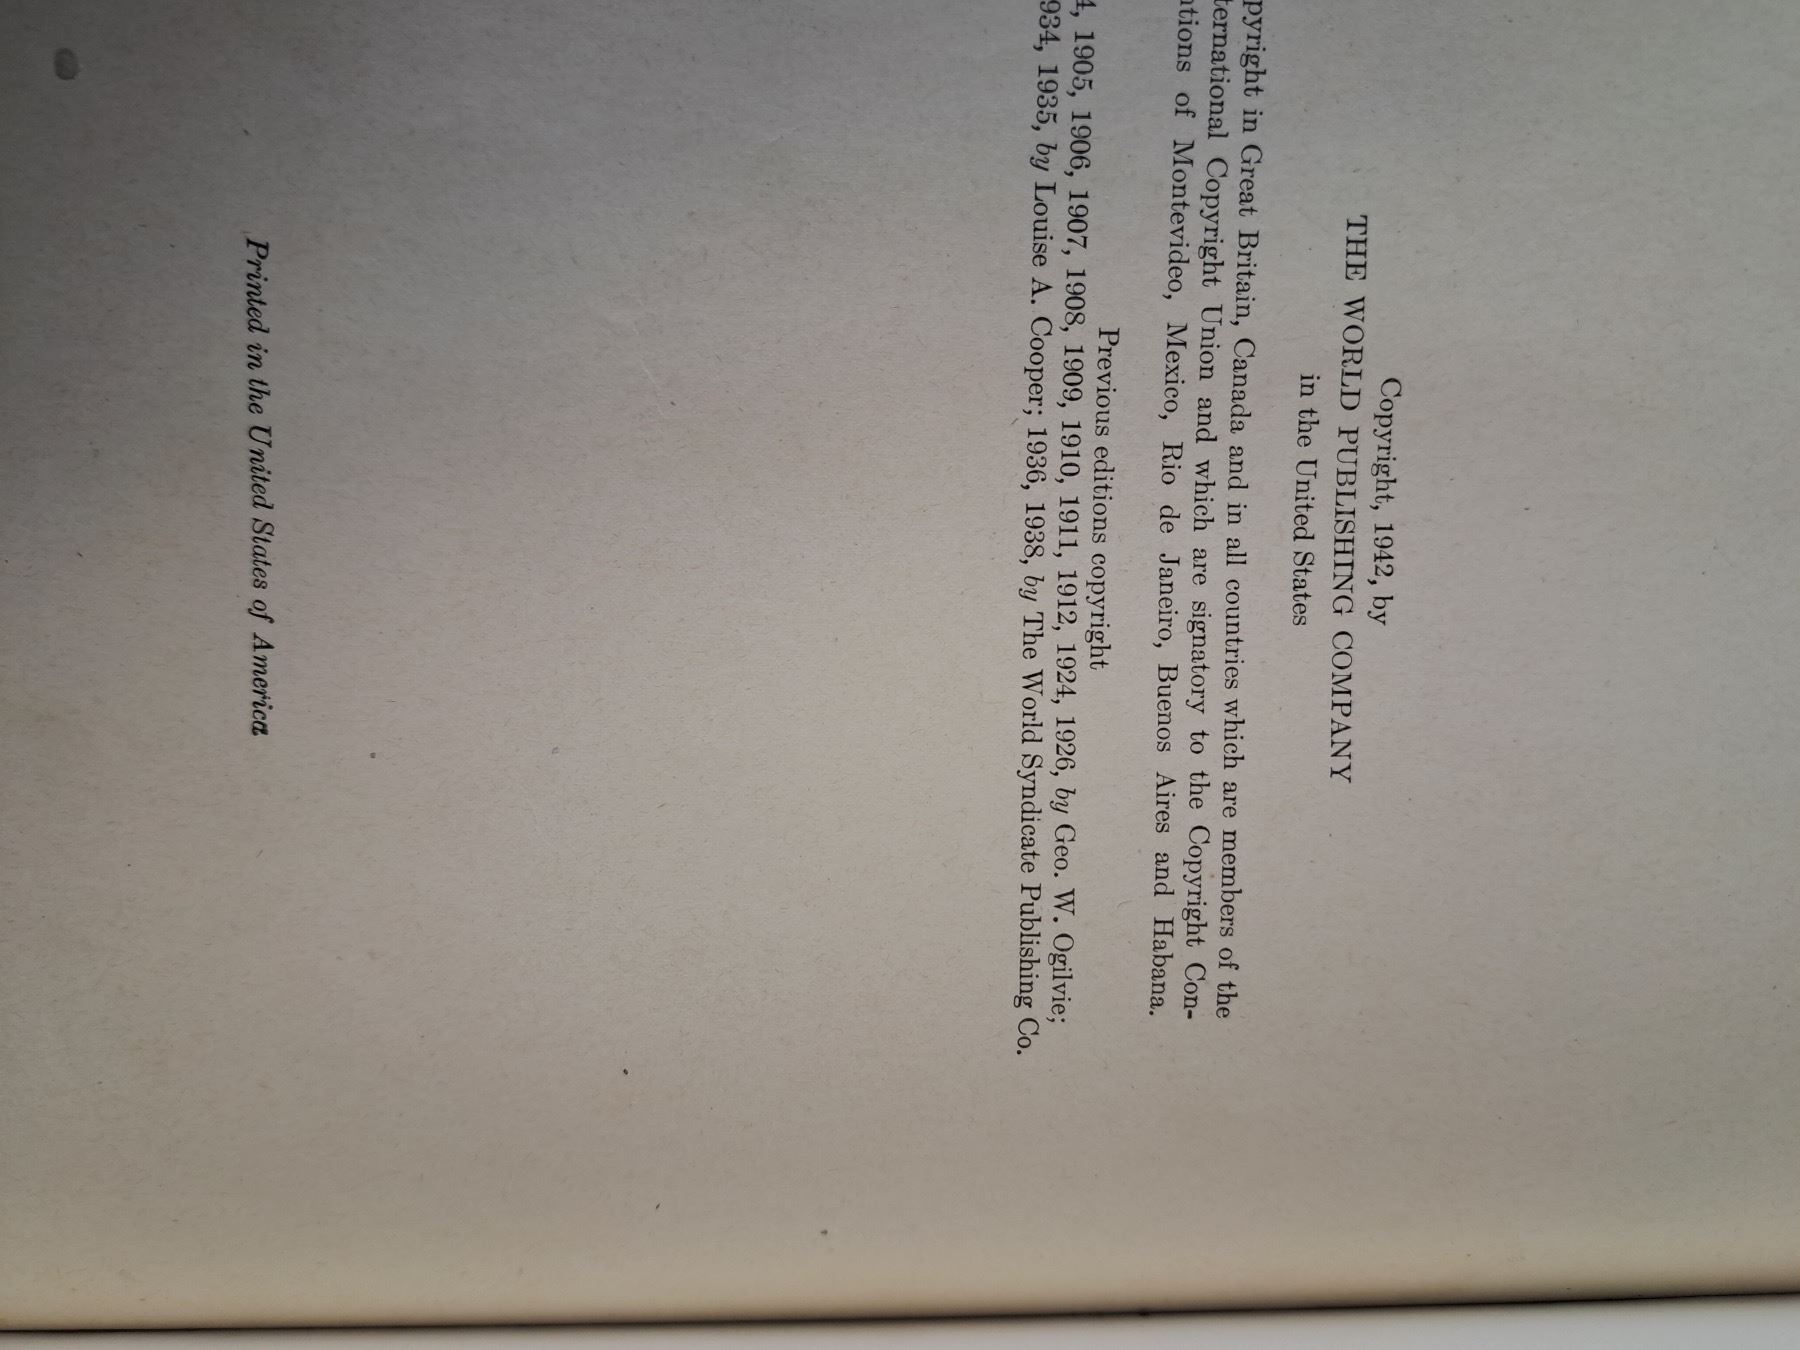 Copyright, 1942, by
THE WORLD PUBLISHING COMPANY
in the United States
pyright in Great Britain, Canada and in all countries which are members of the
ternational Copyright Union and which are signatory to the Copyright Con-
ntions of Montevideo, Mexico, Rio de Janeiro, Buenos Aires and Habana.
Previous editions copyright
4, 1905, 1906, 1907, 1908, 1909, 1910, 1911, 1912, 1924, 1926, by Geo. W. Ogilvie;
934, 1935, by Louise A. Cooper; 1936, 1938, by The World Syndicate Publishing Co.
Printed in the United States of America